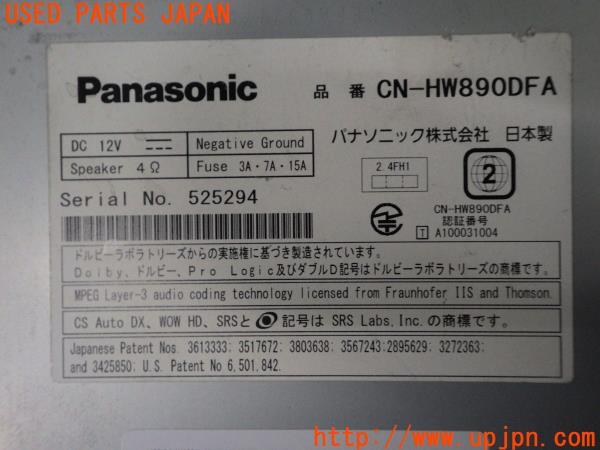 USED PARTS JAPAN
Panasonic
品番 CN-HW890DFA
DC 12V
Negative Ground
パナソニック株式会社 日本製
Speaker 4Ω
Fuse 3A・7A・15A
2.4FH1
2
Serial No. 525294
CN-HW890DFA
認証番号
T A100031004
ドルビーラボラトリーズからの実施権に基づき製造されています。
Dolby、ドルビー、Pro Logic及びダブルD記号はドルビーラボラトリーズの商標です。
MPEG Layer-3 audio coding technology licensed from Fraunhofer IIS and Thomson.
CS Auto DX、WOW HD、SRSと記号は SRS Labs, Inc. の商標です。
Japanese Patent Nos. 3613333; 3517672; 3803638; 3567243; 2895629; 3272363;
and 3425850; U.S. Patent No 6,501,842.
http://www.upjpn.com/